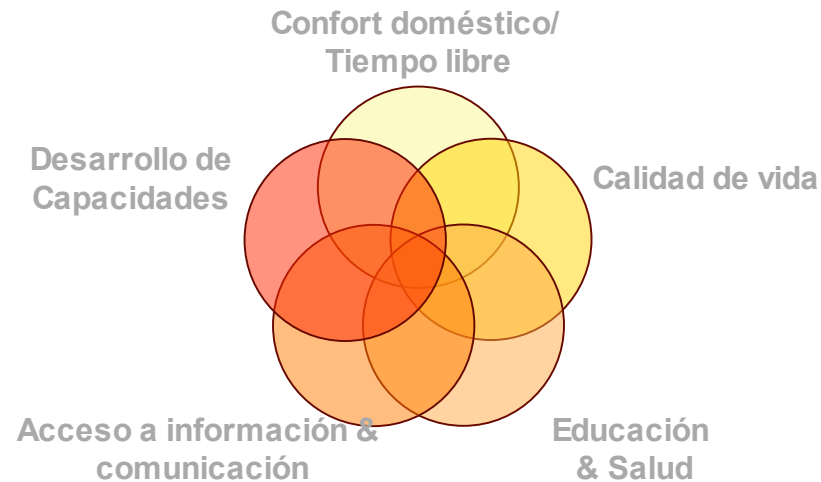 Confort doméstico/
Tiempo libre
Desarrollo de
Capacidades
Calidad de vida
Acceso a información &
comunicación
Educación
& Salud